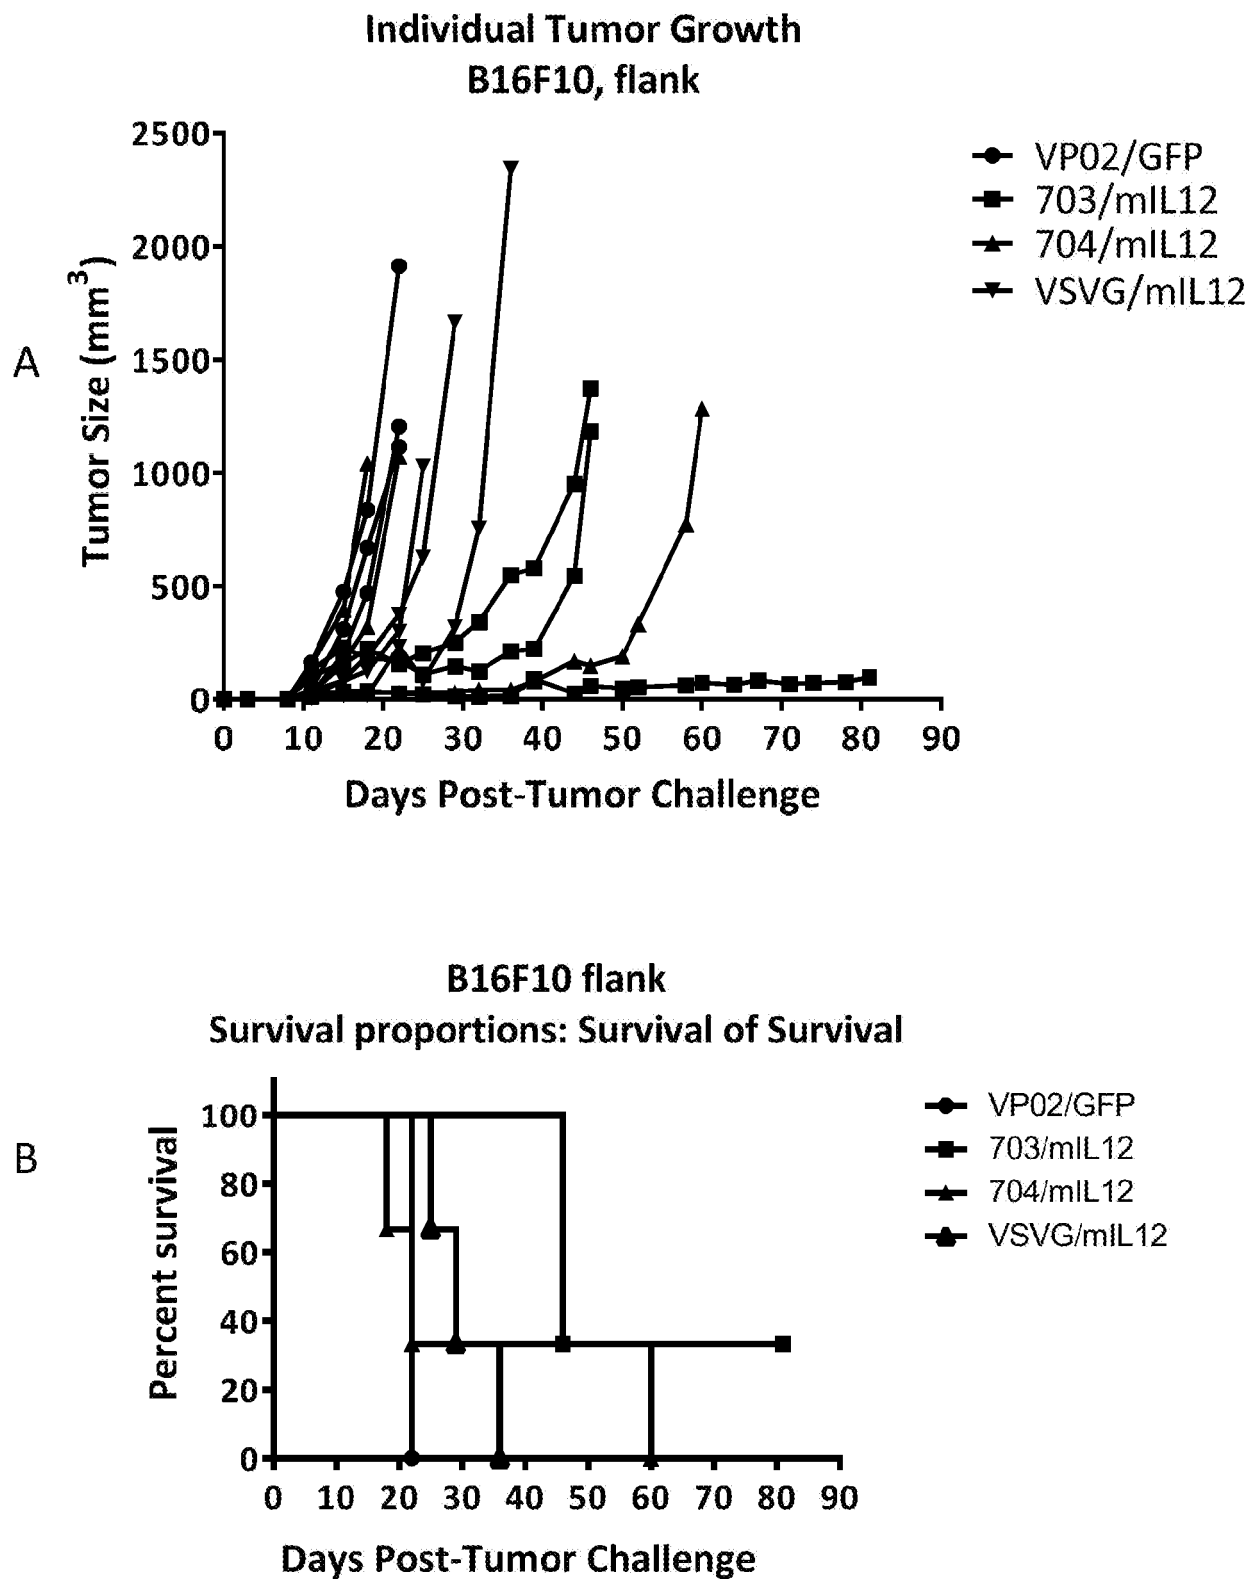 Individual Tumor Growth
B16F10, flank
A
Tumor Size (mm³)
2500
2000
1500
1000
500
0
0 10 20 30 40 50 60 70 80 90
Days Post-Tumor Challenge
VP02/GFP
703/mIL12
704/mIL12
VSVG/mIL12
B16F10 flank
Survival proportions: Survival of Survival
B
Percent survival
100
80
60
40
20
0
0 10 20 30 40 50 60 70 80 90
Days Post-Tumor Challenge
VP02/GFP
703/mIL12
704/mIL12
VSVG/mIL12